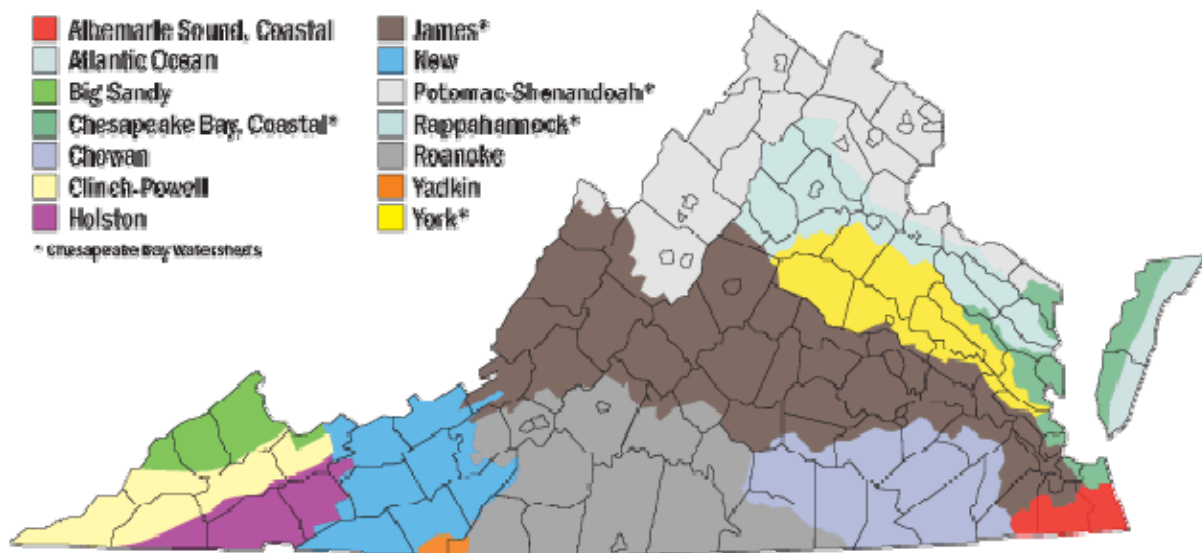 Albemarle Sound, Coastal
Atlantic Ocean
Big Sandy
Chesapeake Bay, Coastal*
Chowan
Clinch-Powell
Holston
* Chesapeake Bay Watersheds
James*
New
Potomac-Shenandoah*
Rappahannock*
Roanoke
Yadkin
York*